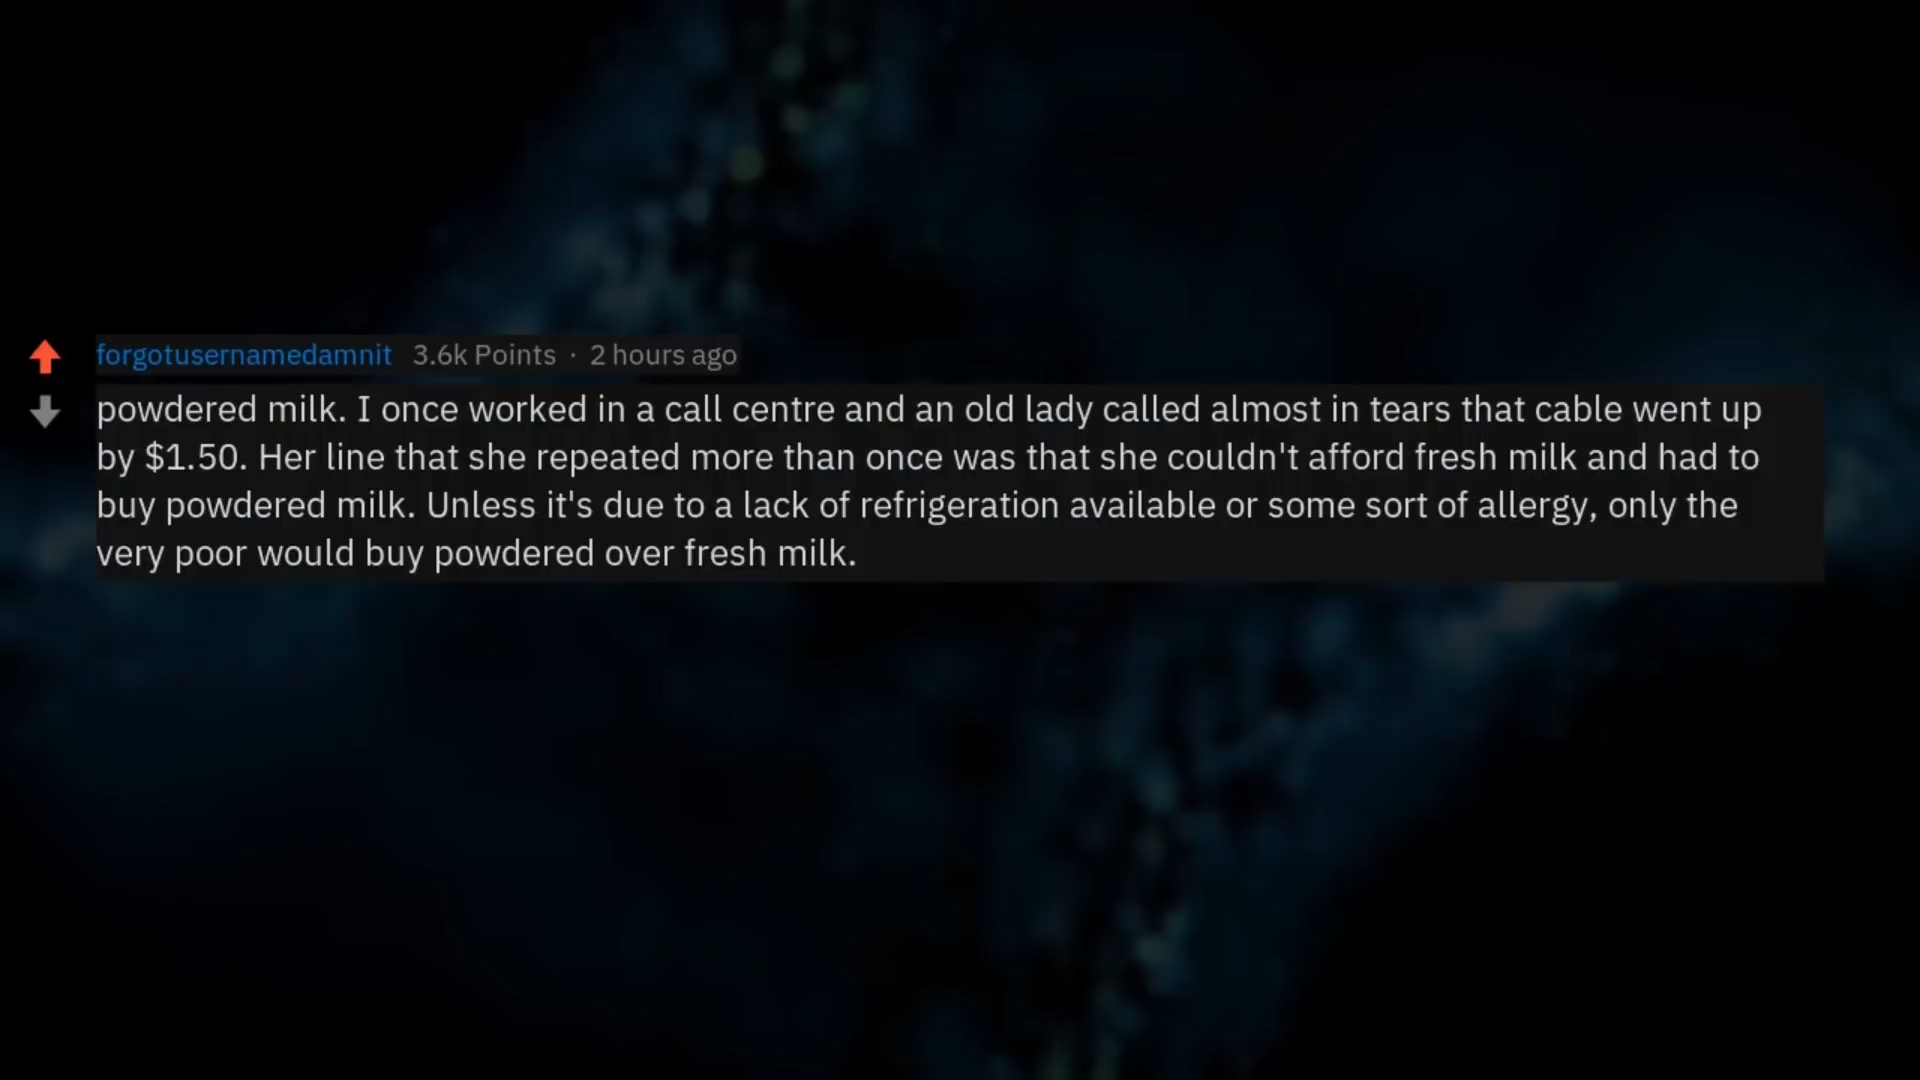 forgotusernamedamnit 3.6k Points · 2 hours ago
powdered milk. I once worked in a call centre and an old lady called almost in tears that cable went up
by $1.50. Her line that she repeated more than once was that she couldn't afford fresh milk and had to
buy powdered milk. Unless it's due to a lack of refrigeration available or some sort of allergy, only the
very poor would buy powdered over fresh milk.